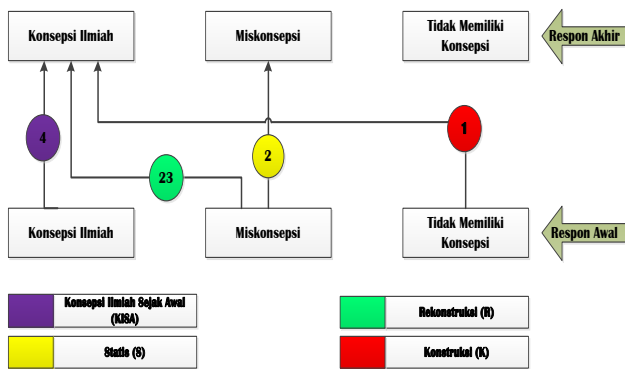 Konsepsi Ilmiah
Miskonsepsi
Tidak Memiliki
Konsepsi
Respon Akhir
4
23
2
1
Konsepsi Ilmiah
Miskonsepsi
Tidak Memiliki
Konsepsi
Respon Awal
Konsepsi Ilmiah Sejak Awal
(KISA)
Rekonstruksi (R)
Statis (S)
Konstruksi (K)